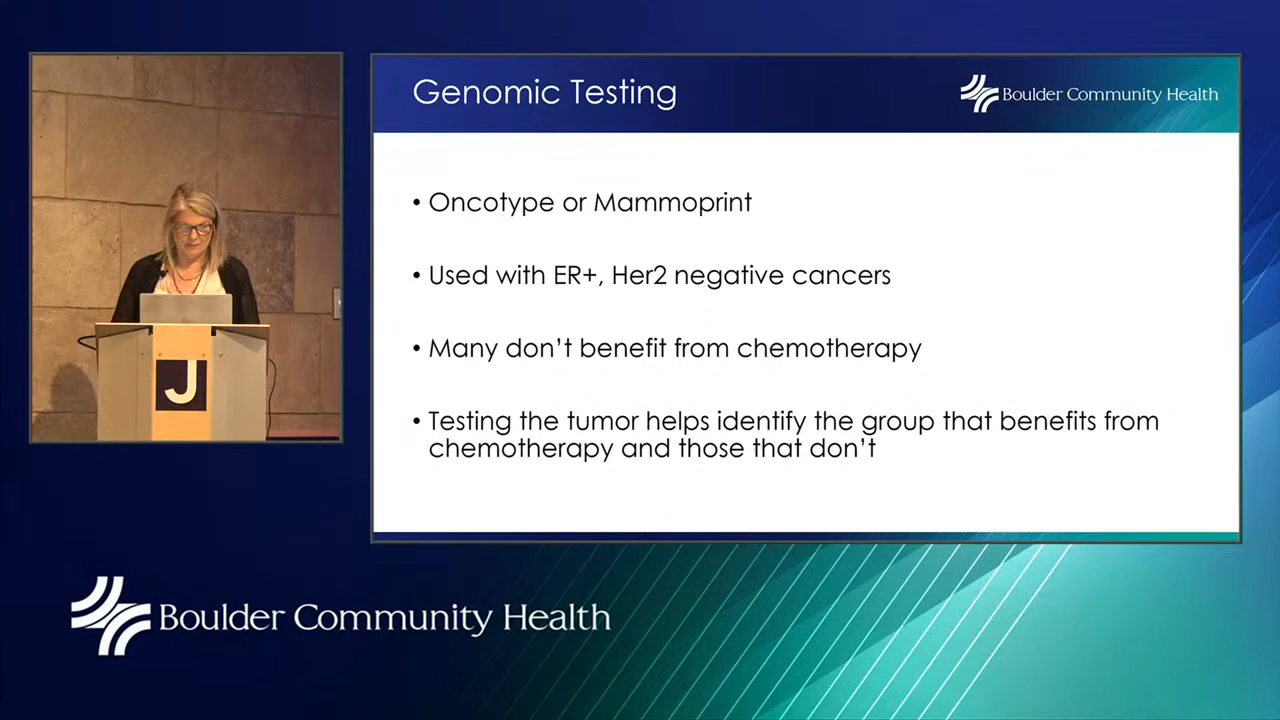 Genomic Testing
Boulder Community Health
• Oncotype or Mammoprint
• Used with ER+, Her2 negative cancers
• Many don't benefit from chemotherapy
• Testing the tumor helps identify the group that benefits from
chemotherapy and those that don't
J
Boulder Community Health